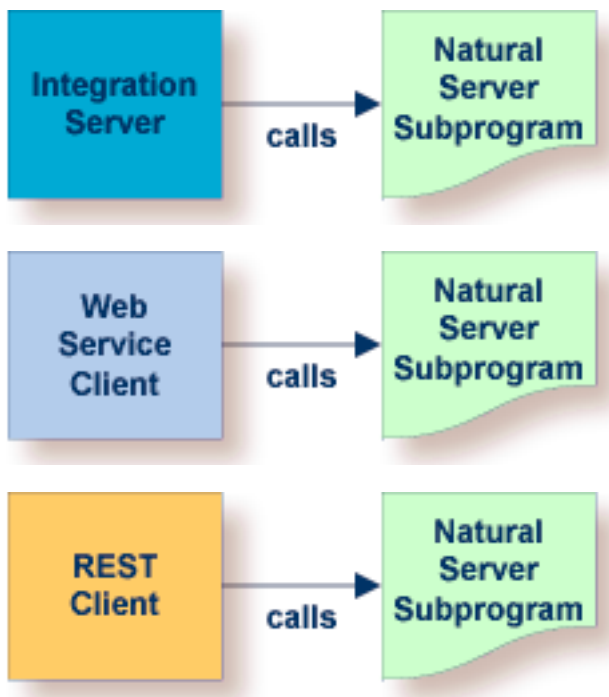 Integration
Server
calls
Natural
Server
Subprogram
Web
Service
Client
calls
Natural
Server
Subprogram
REST
Client
calls
Natural
Server
Subprogram